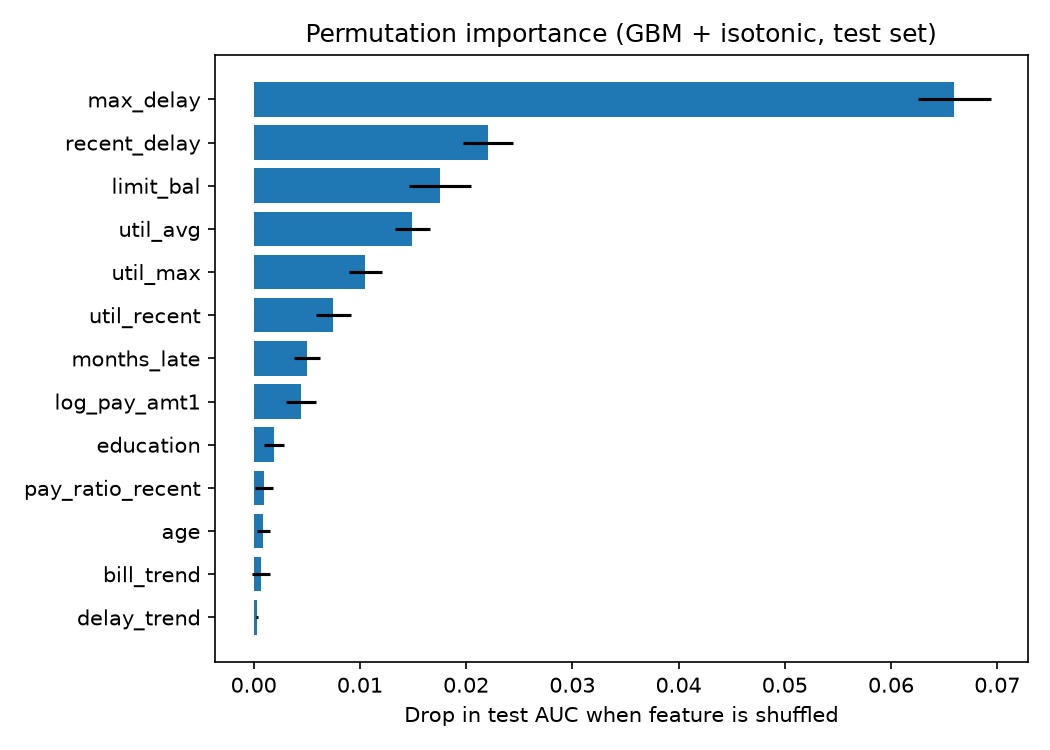 Permutation importance (GBM + isotonic, test set)
max_delay
recent_delay
limit_bal
util_avg
util_max
util_recent
months_late
log_pay_amt1
education
pay_ratio_recent
age
bill_trend
delay_trend
0.00 0.01 0.02 0.03 0.04 0.05 0.06 0.07
Drop in test AUC when feature is shuffled